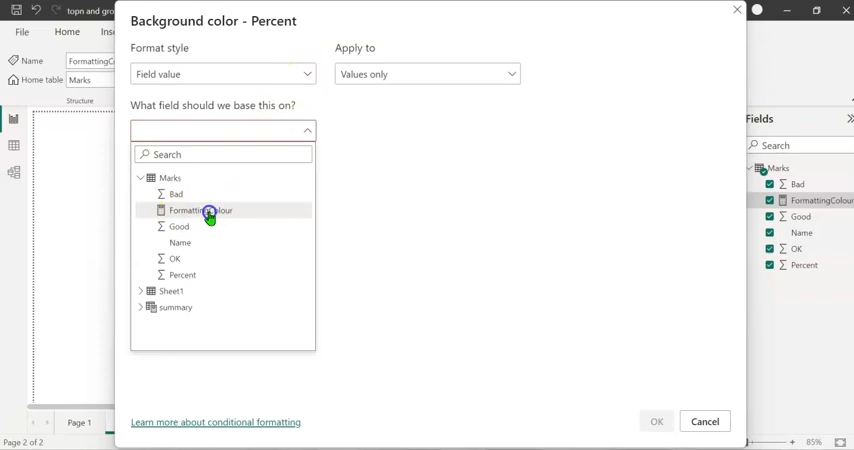 topn and gro
Background color - Percent
File
Home
Ins
Format style
Apply to
Name
FormattingC
Field value
Values only
Home table
Marks
Structure
What field should we base this on?
Fields
Search
Search
Marks
Bad
FormattingColour
Good
Name
OK
Percent
Sheet1
summary
Marks
Bad
FormattingColour
Good
Name
OK
Percent
Learn more about conditional formatting
OK
Cancel
Page 1
Page 2 of 2
85%